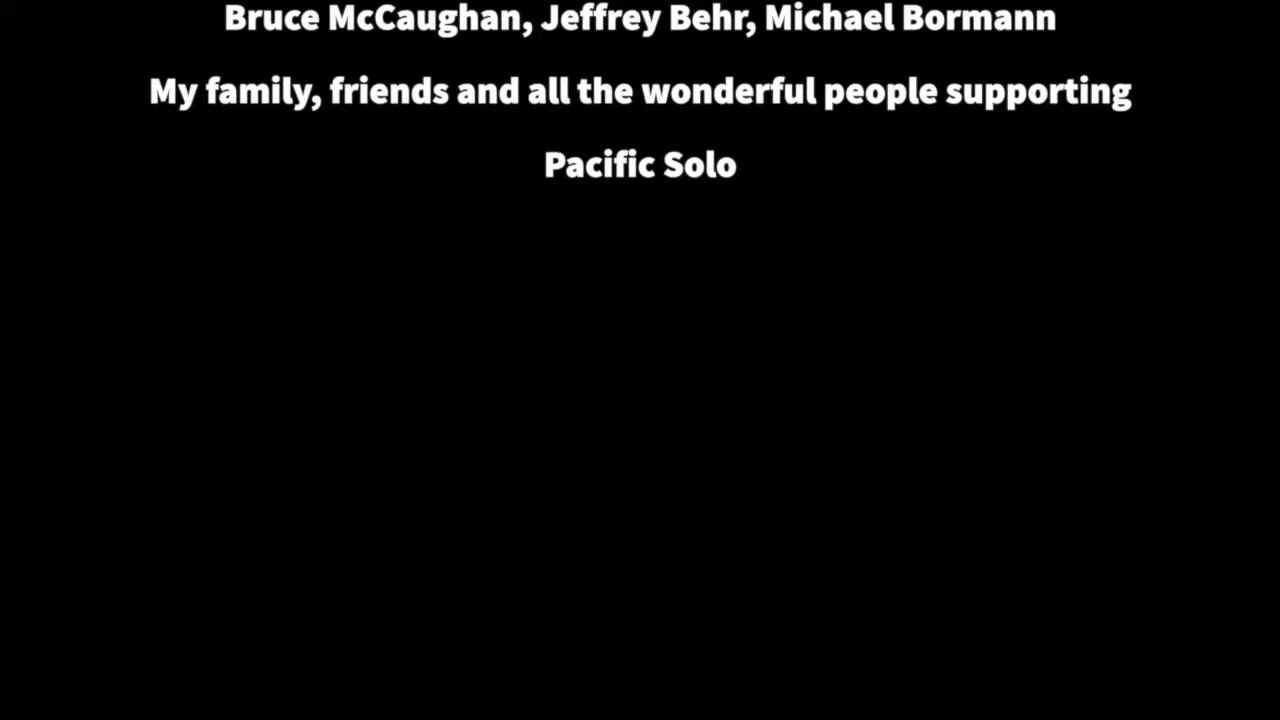 Bruce McCaughan, Jeffrey Behr, Michael Bormann
My family, friends and all the wonderful people supporting
Pacific Solo